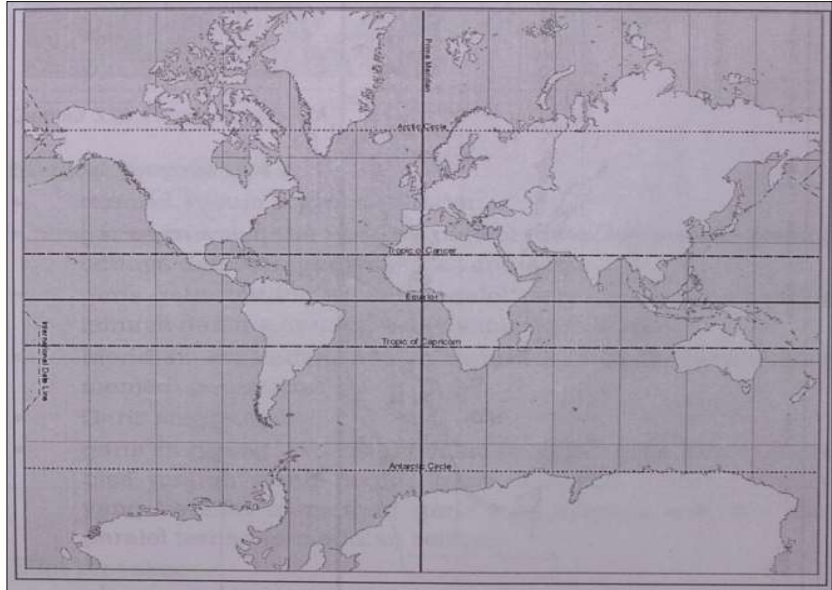 Prime Meridian
Arctic Circle
Tropic of Cancer
Equator
Tropic of Capricorn
International Date Line
Antarctic Circle